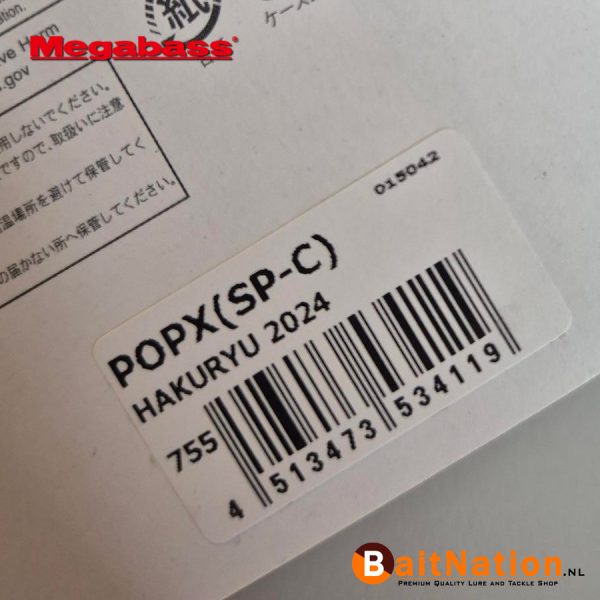 nation.
ve Harm
.gov
紙
ケース
Megabass
用しないでください。
ですので、取扱いに注意
温場所を避けて保管してく
の届かない所へ保管してください。
015042
POPX(SP-C)
HAKURYU 2024
755
4 513473 534119
BaitNation.NL
Premium Quality Lure and Tackle Shop